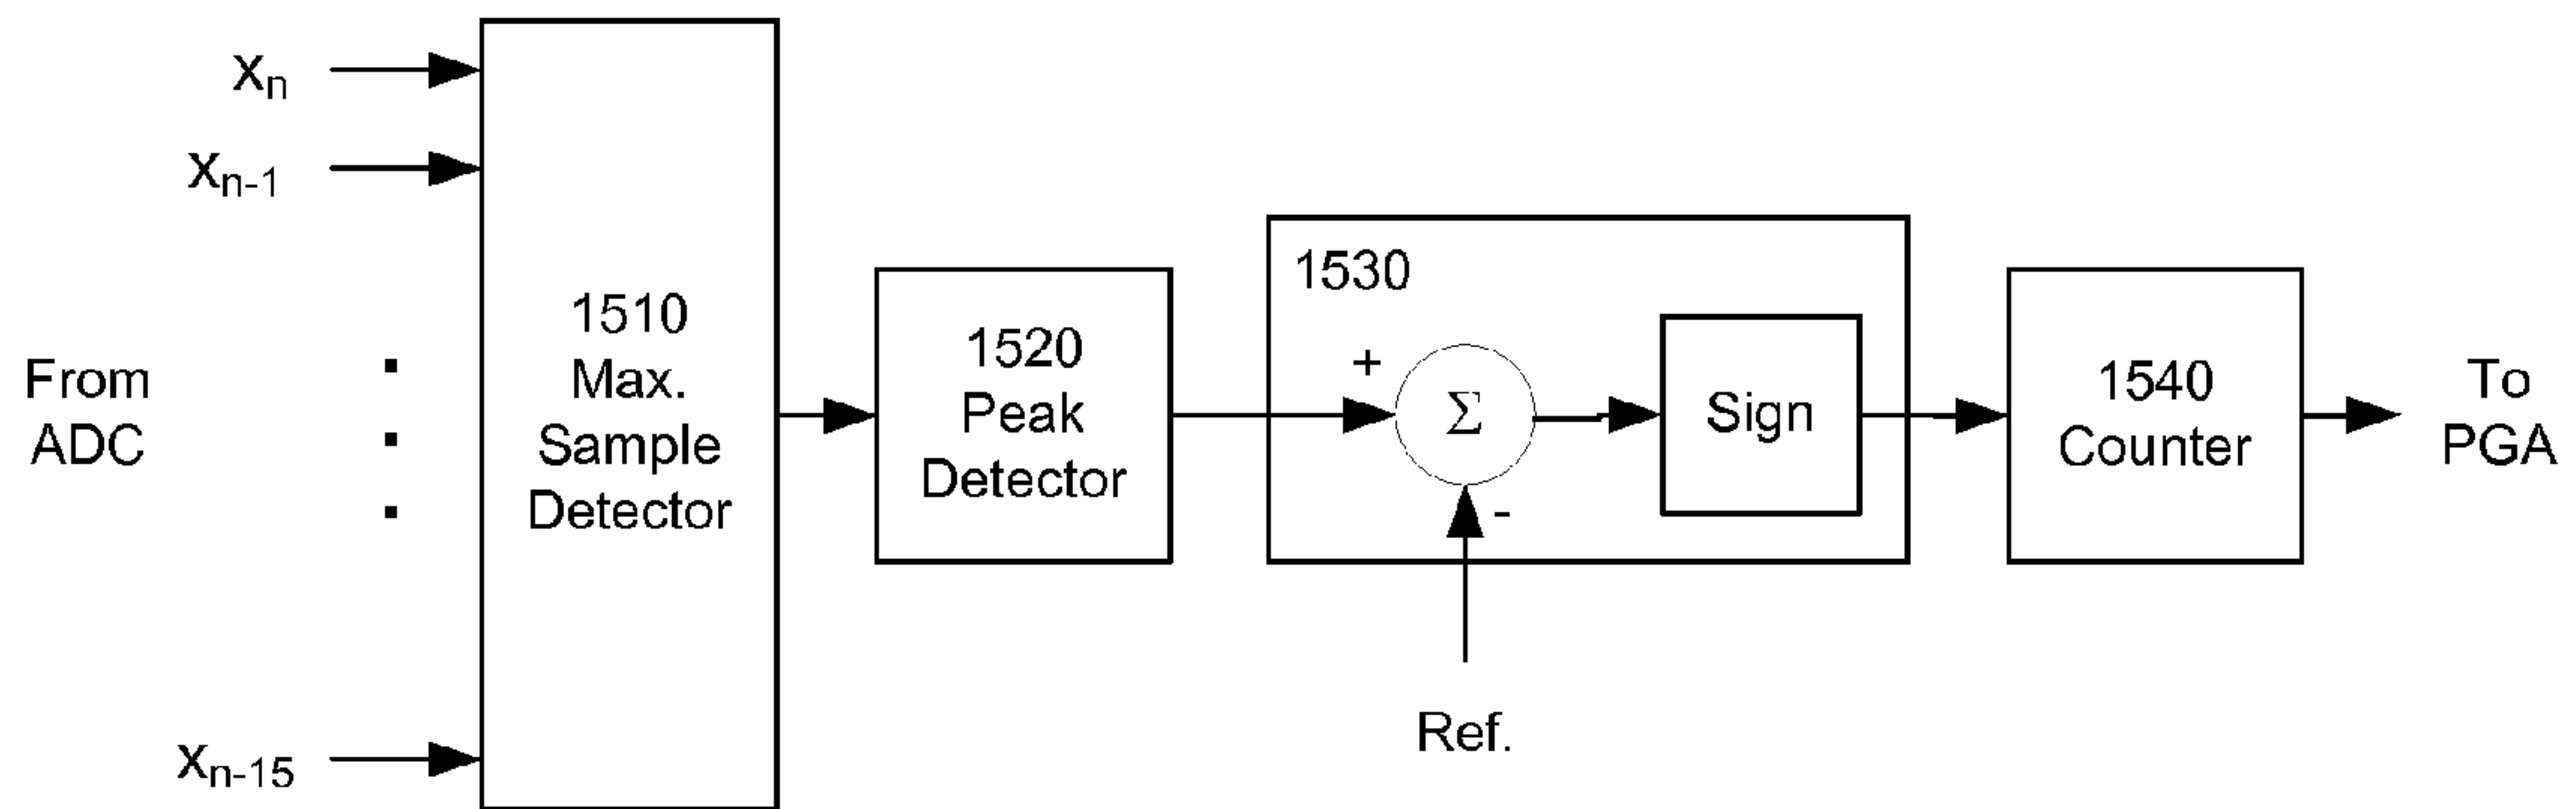 xn
xn-1
From
ADC
xn-15
1510
Max.
Sample
Detector
1520
Peak
Detector
1530
+
Σ
-
Ref.
Sign
1540
Counter
To
PGA